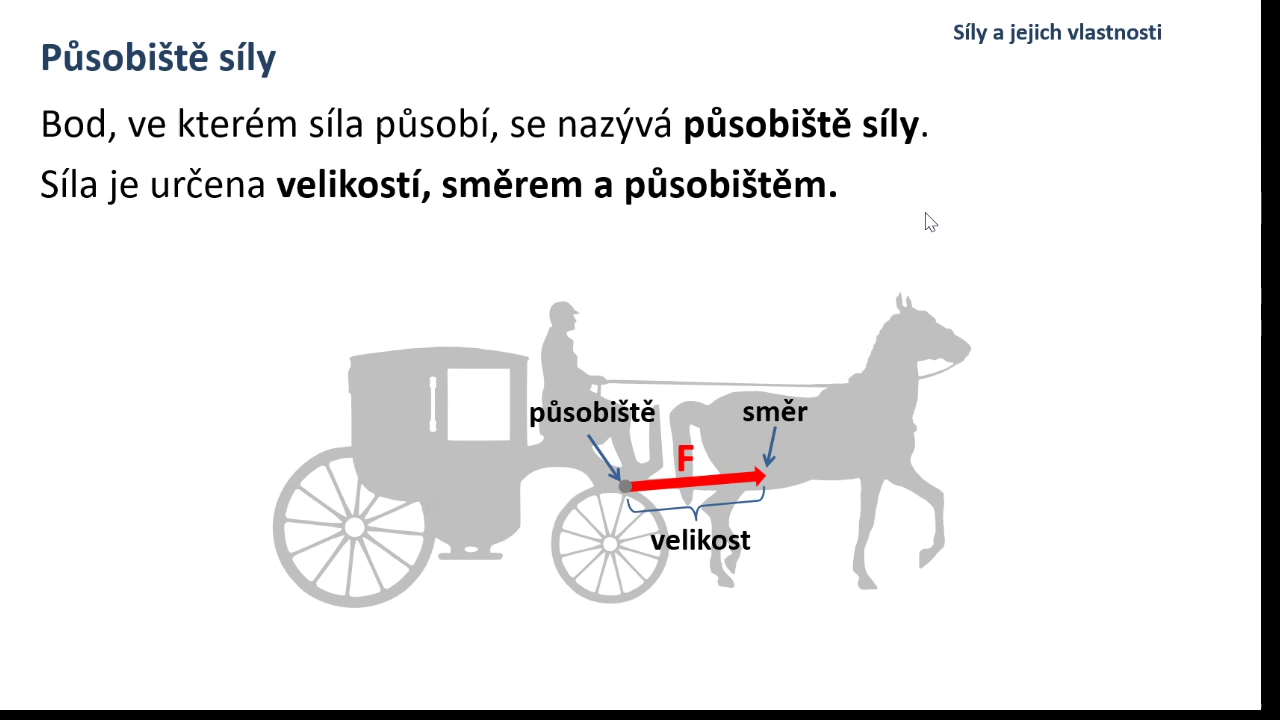 Síly a jejich vlastnosti
Působiště síly
Bod, ve kterém síla působí, se nazývá působiště síly.
Síla je určena velikostí, směrem a působištěm.
působiště
směr
F
velikost